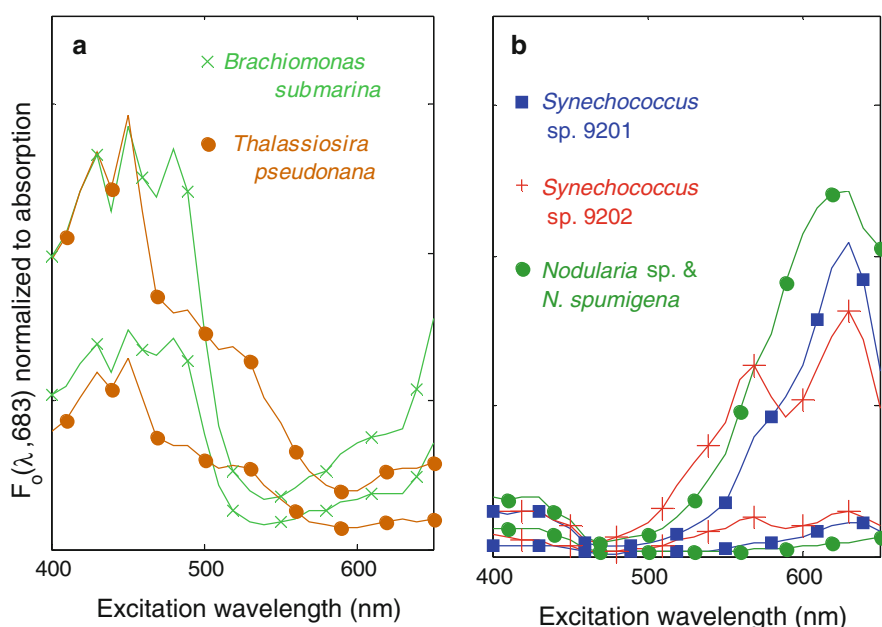 a
Brachiomonas
submarina
Thalassiosira
pseudonana
Fo(λ,683) normalized to absorption
400
500
600
Excitation wavelength (nm)
b
Synechococcus
sp. 9201
Synechococcus
sp. 9202
Nodularia sp. &
N. spumigena
400
500
600
Excitation wavelength (nm)